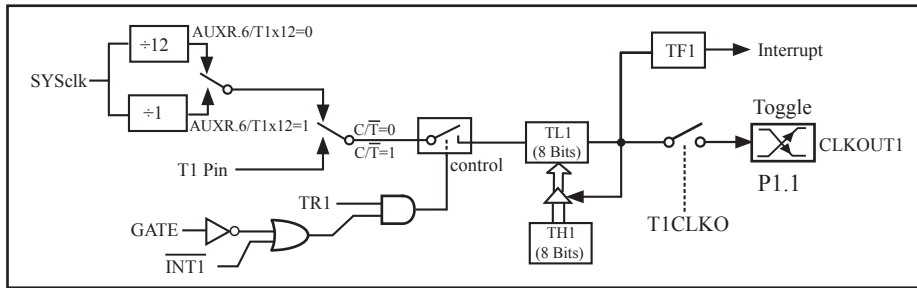 AUXR.6/T1x12=0
÷12
SYSclk
÷1
AUXR.6/T1x12=1
T1 Pin
C/T̅=0
C/T̅=1
control
TR1
GATE
I̅N̅T̅1̅
TL1
(8 Bits)
TH1
(8 Bits)
TF1
Interrupt
T1CLKO
Toggle
CLKOUT1
P1.1